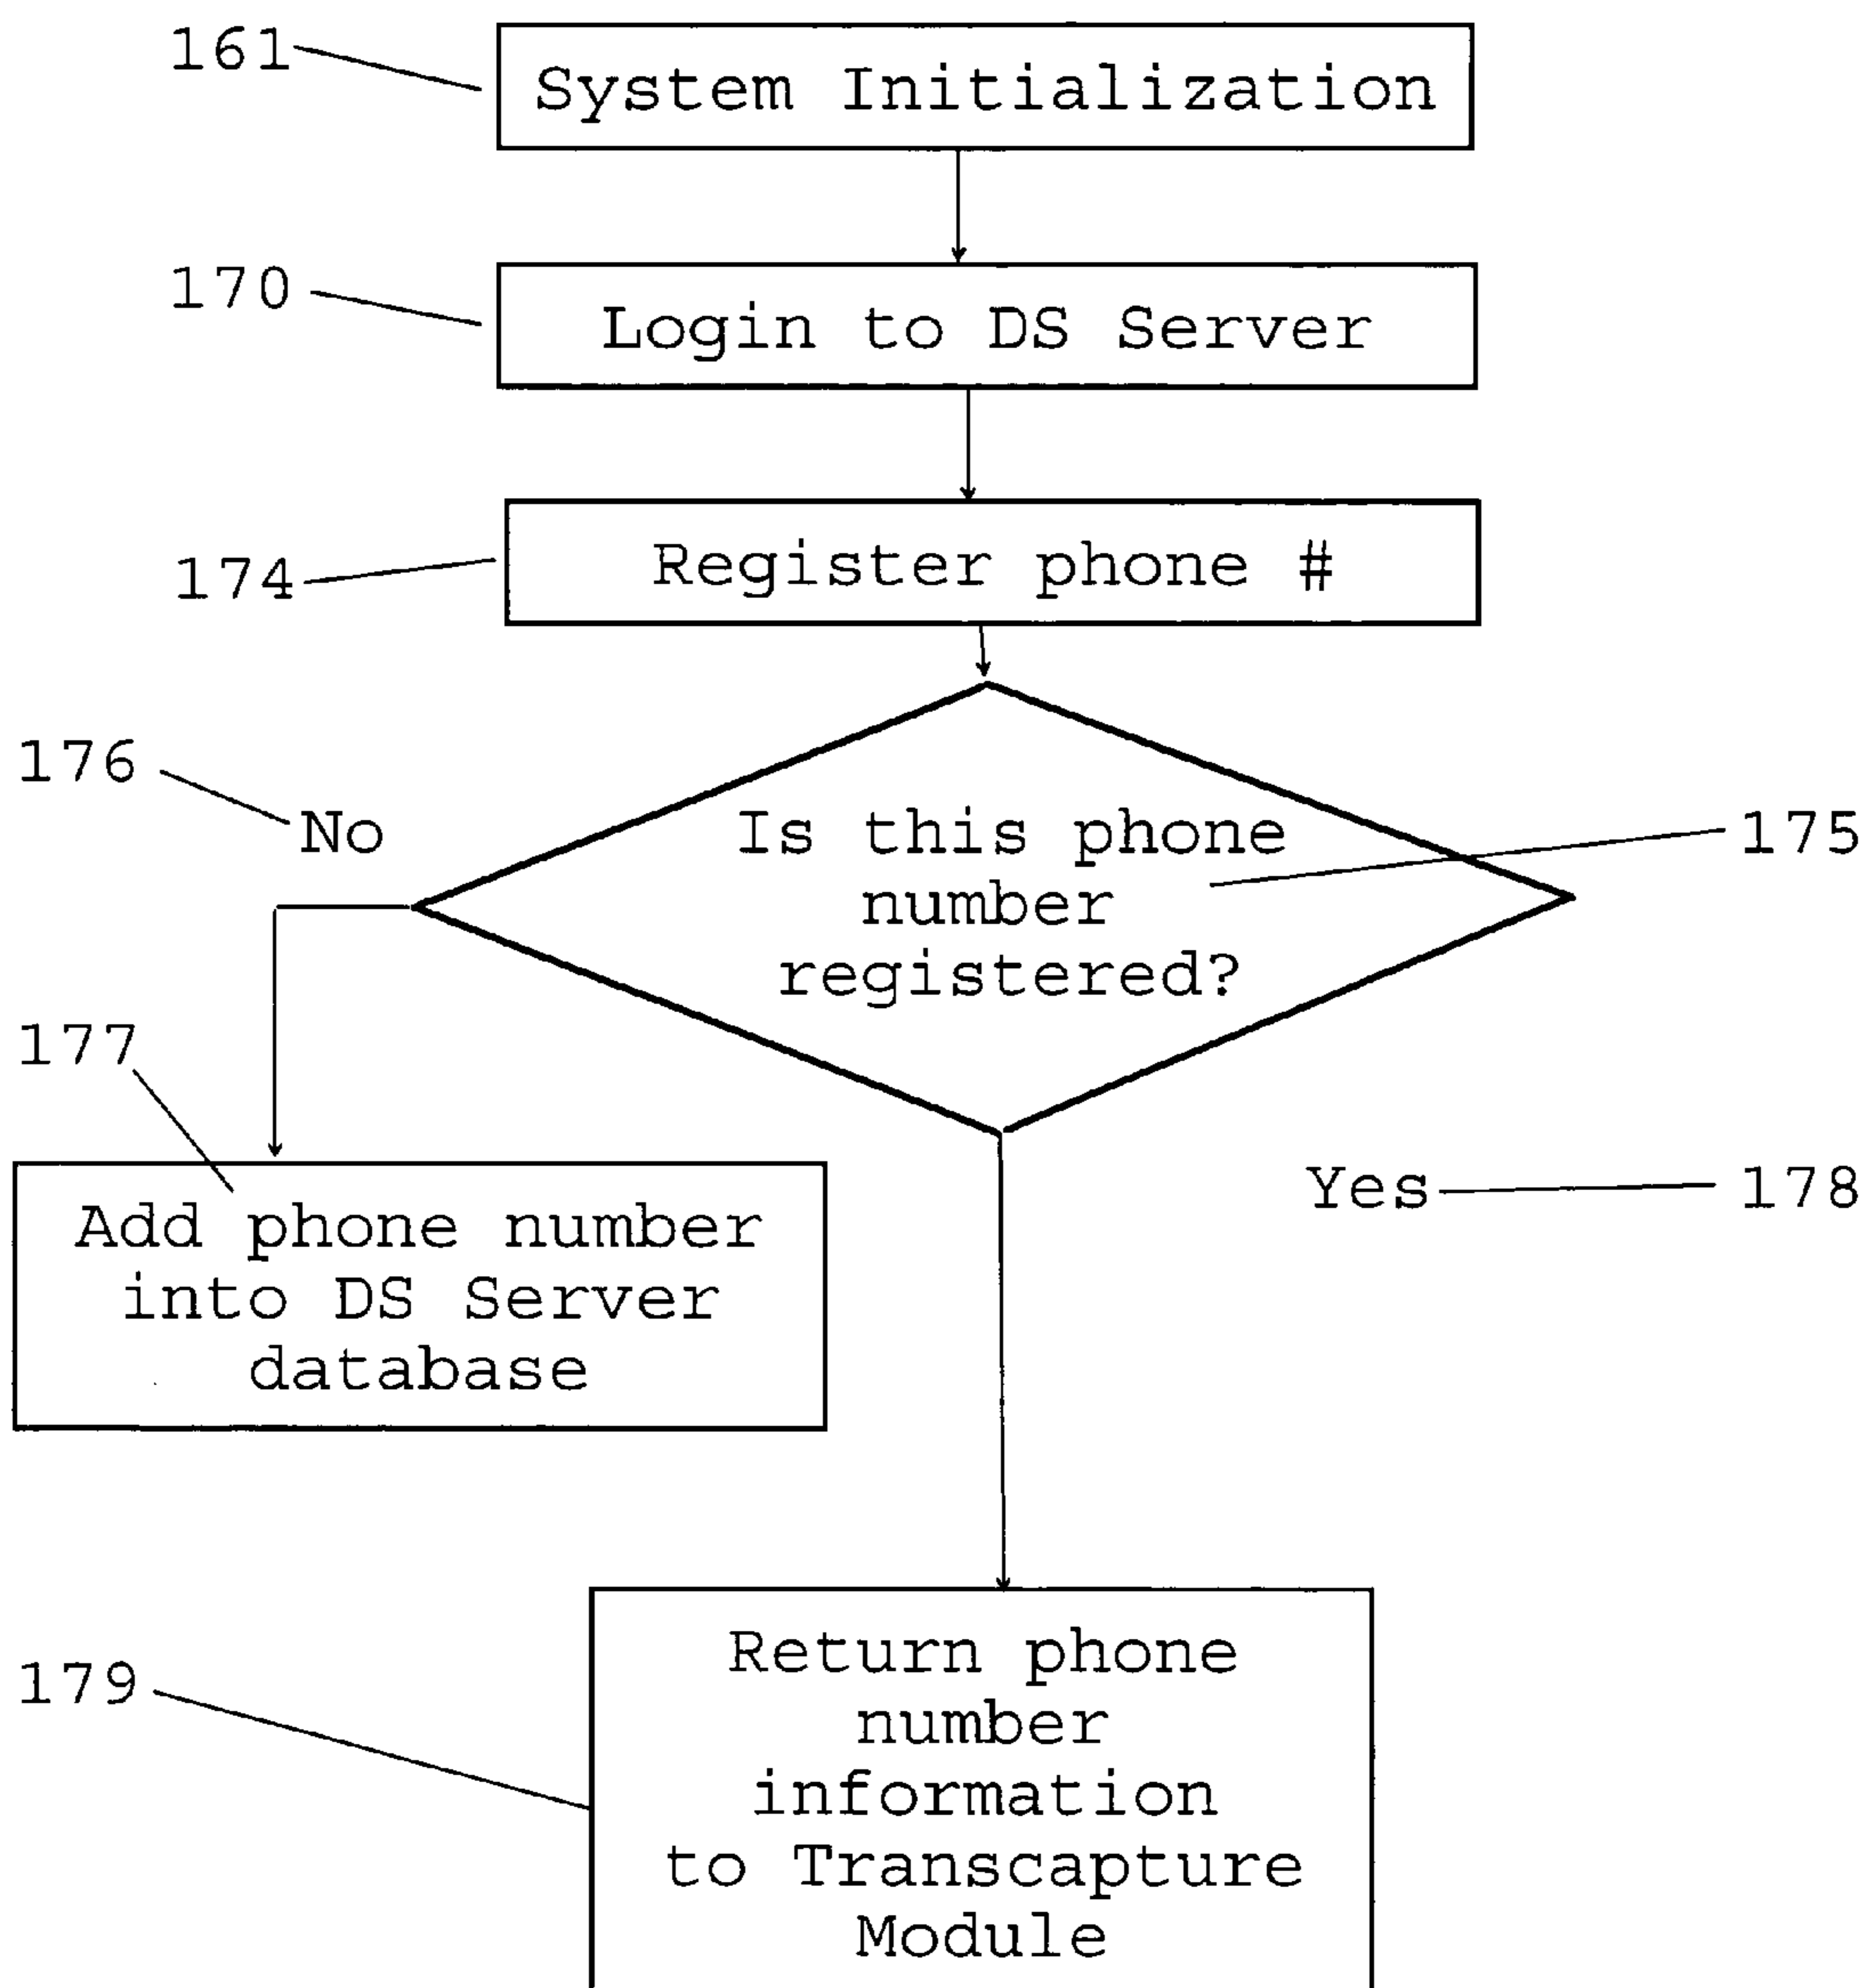 161
System Initialization
170
Login to DS Server
174
Register phone #
176
No
Is this phone
number
registered?
175
177
Add phone number
into DS Server
database
Yes
178
179
Return phone
number
information
to Transcapture
Module